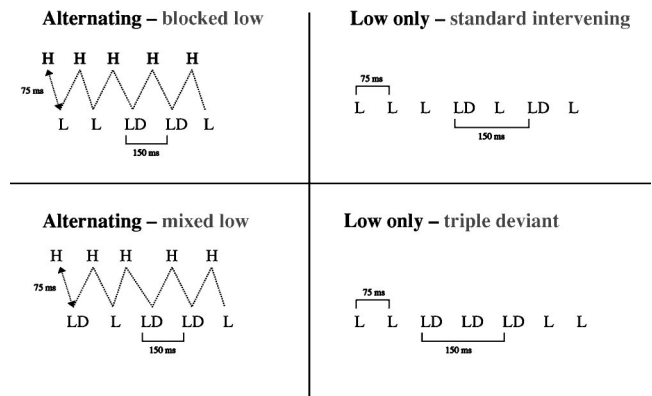 Alternating – blocked low
H H H H H
75 ms
L L LD LD L
150 ms
Low only – standard intervening
75 ms
L L L LD L LD L
150 ms
Alternating – mixed low
H H H H H
75 ms
LD L LD LD L
150 ms
Low only – triple deviant
75 ms
L L LD LD LD L L
150 ms